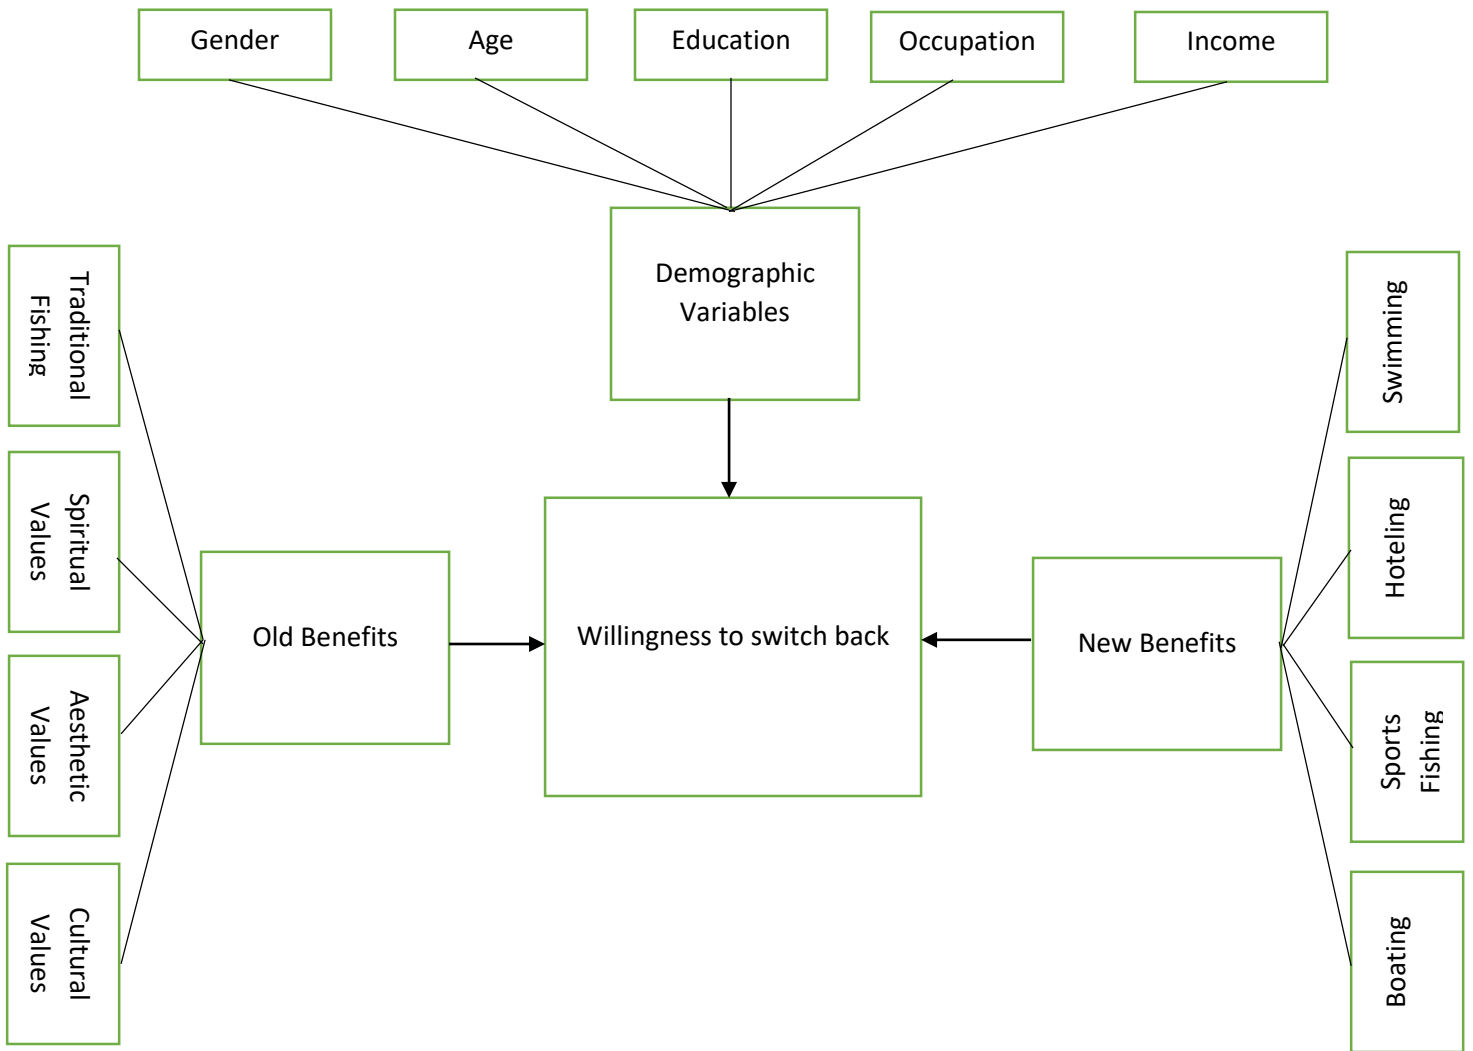 Gender
Age
Education
Occupation
Income
Demographic
Variables
Traditional
Fishing
Spiritual
Values
Aesthetic
Values
Cultural
Values
Old Benefits
Willingness to switch back
New Benefits
Swimming
Hoteling
Sports
Fishing
Boating